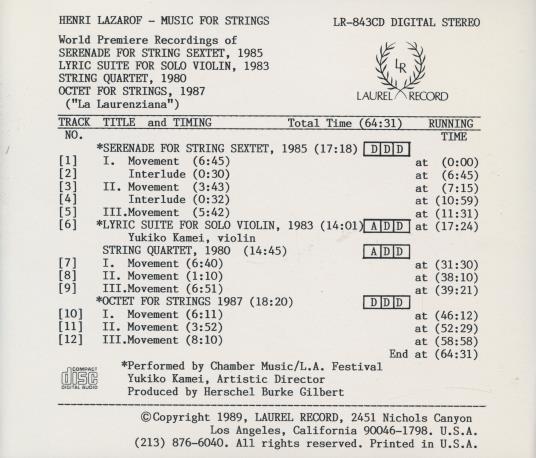 HENRI LAZAROF - MUSIC FOR STRINGS LR-843CD DIGITAL STEREO
World Premiere Recordings of
SERENADE FOR STRING SEXTET, 1985
LYRIC SUITE FOR SOLO VIOLIN, 1983
STRING QUARTET, 1980
OCTET FOR STRINGS, 1987
("La Laurenziana")
LR
LAUREL RECORD
TRACK TITLE and TIMING Total Time (64:31) RUNNING
NO. TIME
*SERENADE FOR STRING SEXTET, 1985 (17:18) DDD
[1] I. Movement (6:45) at (0:00)
[2] Interlude (0:30) at (6:45)
[3] II. Movement (3:43) at (7:15)
[4] Interlude (0:32) at (10:59)
[5] III.Movement (5:42) at (11:31)
[6] *LYRIC SUITE FOR SOLO VIOLIN, 1983 (14:01) ADD at (17:24)
Yukiko Kamei, violin
STRING QUARTET, 1980 (14:45) ADD
[7] I. Movement (6:40) at (31:30)
[8] II. Movement (1:10) at (38:10)
[9] III.Movement (6:51) at (39:21)
*OCTET FOR STRINGS 1987 (18:20) DDD
[10] I. Movement (6:11) at (46:12)
[11] II. Movement (3:52) at (52:29)
[12] III.Movement (8:10) at (58:58)
End at (64:31)
*Performed by Chamber Music/L.A. Festival
Yukiko Kamei, Artistic Director
Produced by Herschel Burke Gilbert
COMPACT
disc
DIGITAL AUDIO
©Copyright 1989, LAUREL RECORD, 2451 Nichols Canyon
Los Angeles, California 90046-1798. U.S.A.
(213) 876-6040. All rights reserved. Printed in U.S.A.